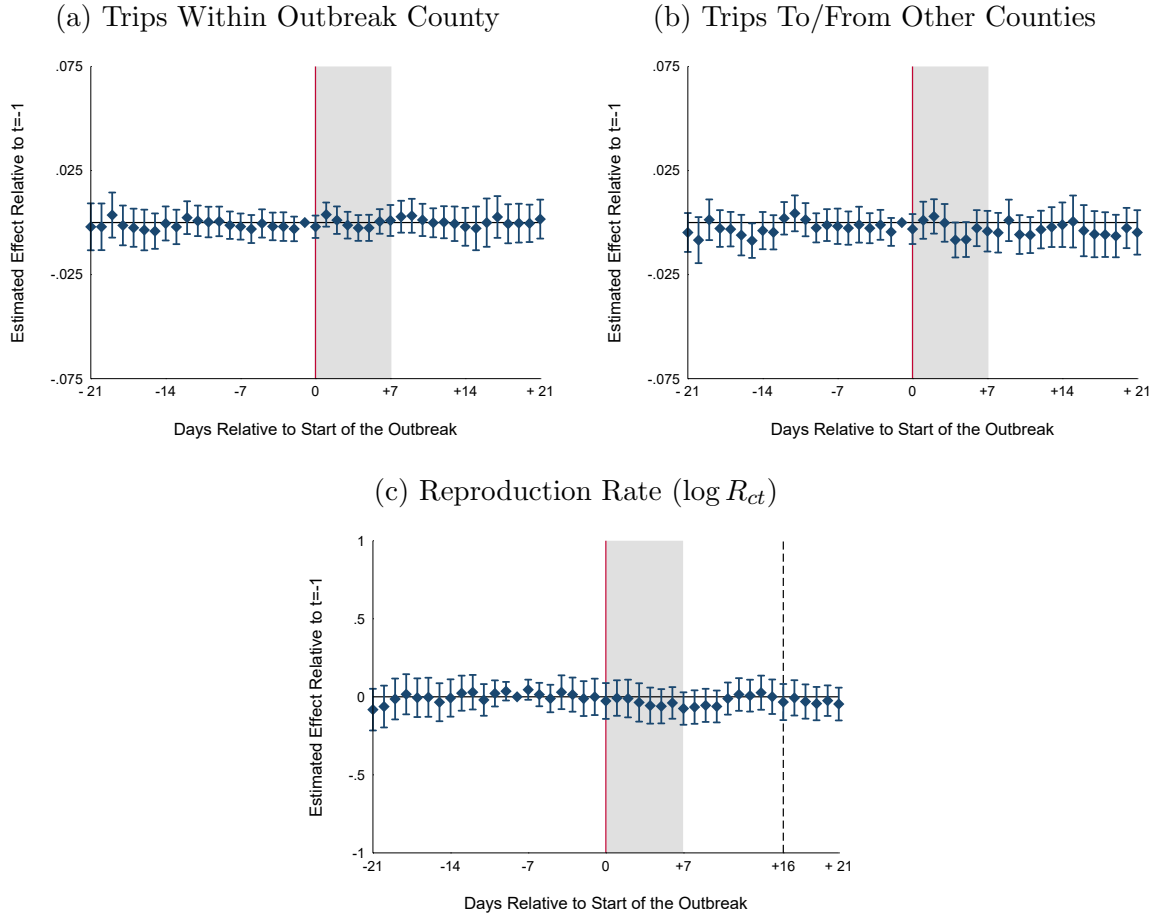 (a) Trips Within Outbreak County
.075
.025
-.025
-.075
Estimated Effect Relative to t=-1
- 21 -14 -7 0 +7 +14 + 21
Days Relative to Start of the Outbreak
(b) Trips To/From Other Counties
.075
.025
-.025
-.075
Estimated Effect Relative to t=-1
- 21 -14 -7 0 +7 +14 + 21
Days Relative to Start of the Outbreak
(c) Reproduction Rate (log R_{ct})
1
.5
0
-.5
-1
Estimated Effect Relative to t=-1
-21 -14 -7 0 +7 +16 + 21
Days Relative to Start of the Outbreak